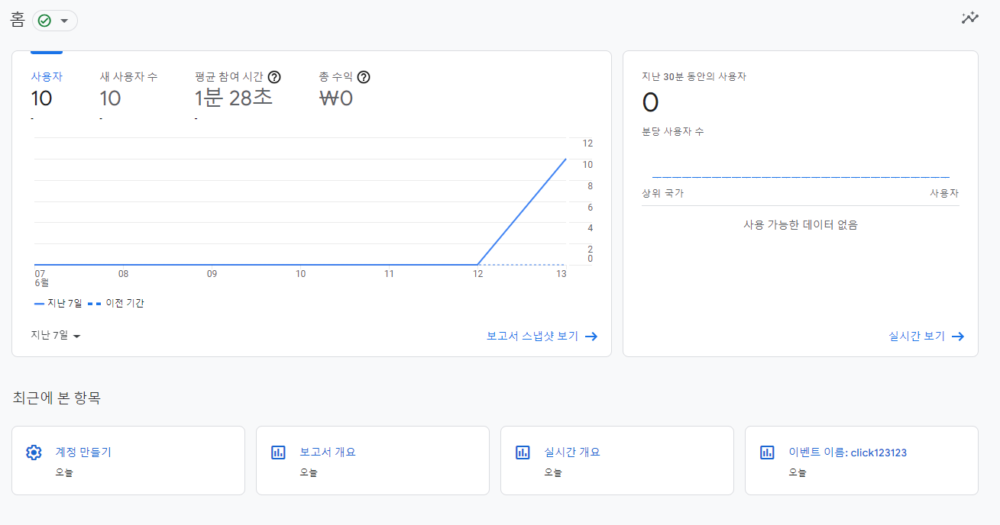 홈
사용자
10
-
새 사용자 수
10
-
평균 참여 시간
1분 28초
-
총 수익
₩0
12
10
8
6
4
2
0
07
6월
08
09
10
11
12
13
지난 7일
이전 기간
지난 7일
보고서 스냅샷 보기
지난 30분 동안의 사용자
0
분당 사용자 수
상위 국가 사용자
사용 가능한 데이터 없음
실시간 보기
최근에 본 항목
계정 만들기
오늘
보고서 개요
오늘
실시간 개요
오늘
이벤트 이름: click123123
오늘